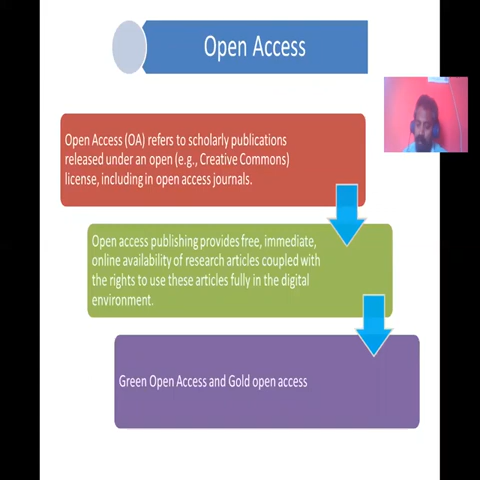 Open Access
Open Access (OA) refers to scholarly publications
released under an open (e.g., Creative Commons)
license, including in open access journals.
Open access publishing provides free, immediate,
online availability of research articles coupled with
the rights to use these articles fully in the digital
environment.
Green Open Access and Gold open access